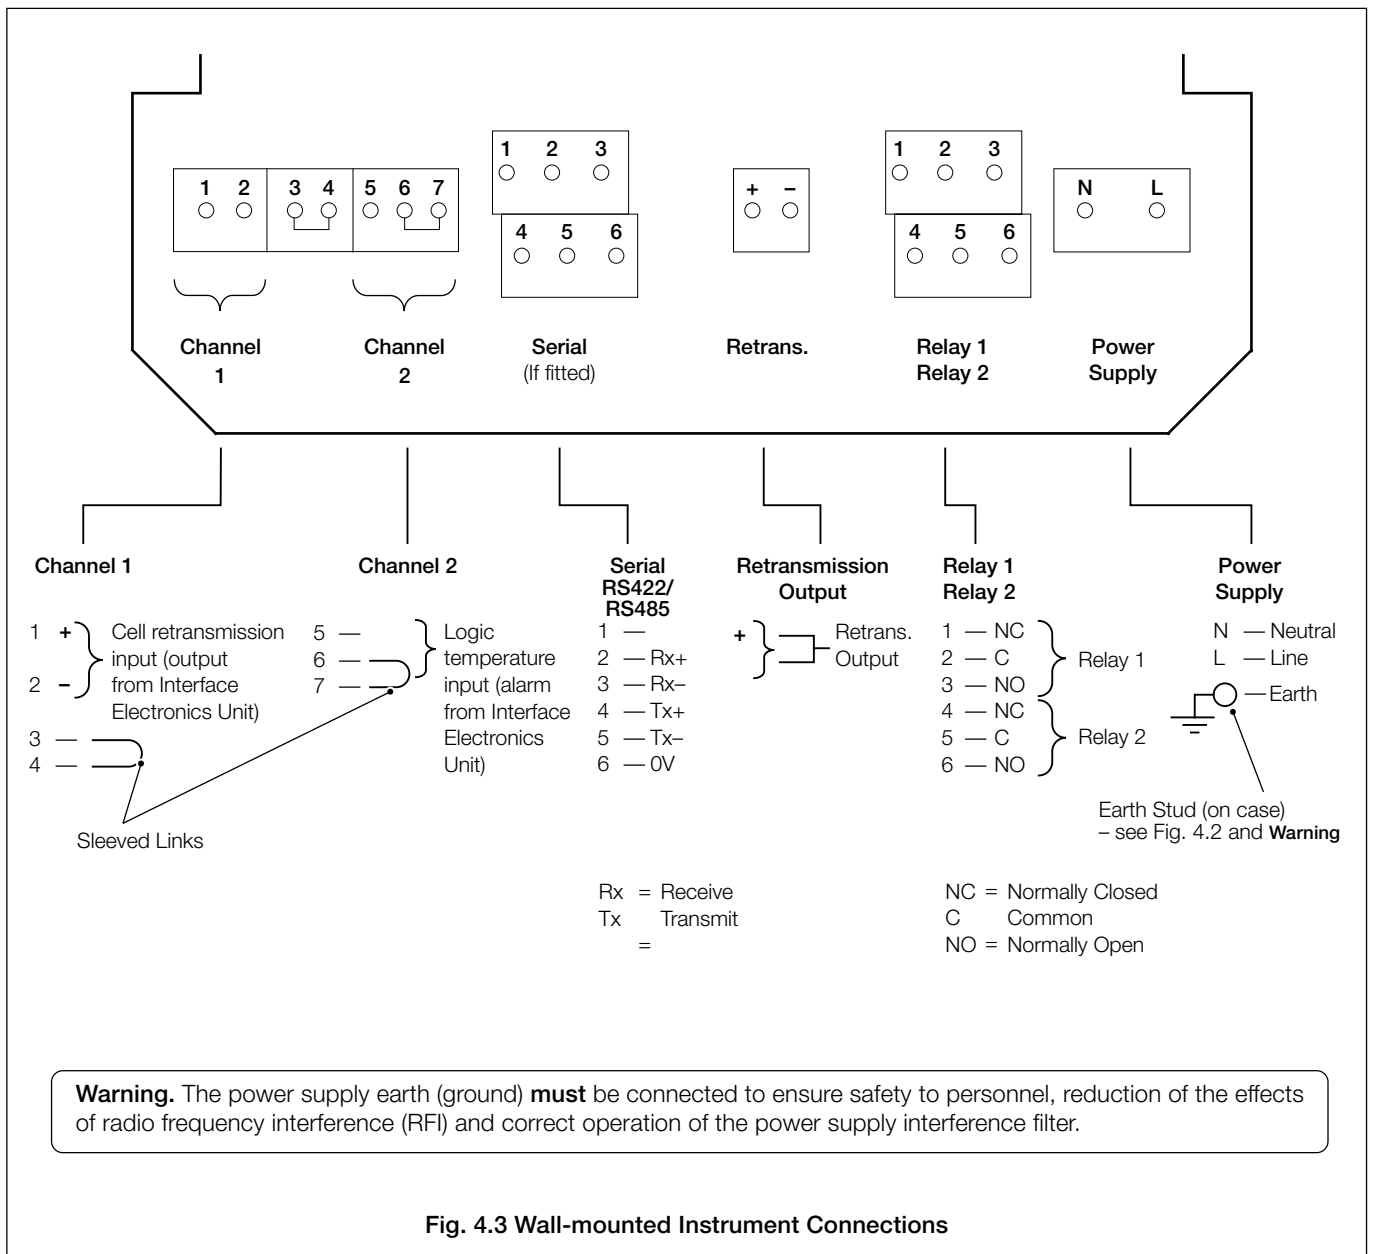 1 2 3 4 5 6 7
1 2 3
4 5 6
+ –
1 2 3
4 5 6
N L
Channel
1
Channel
2
Serial
(If fitted)
Retrans.
Relay 1
Relay 2
Power
Supply
Channel 1
1 +
2 –
Cell retransmission
input (output
from Interface
Electronics Unit)
3 —
4 —
Sleeved Links
Channel 2
5 —
6 —
7 —
Logic
temperature
input (alarm
from Interface
Electronics
Unit)
Serial
RS422/
RS485
1 —
2 — Rx+
3 — Rx–
4 — Tx+
5 — Tx–
6 — 0V
Rx = Receive
Tx Transmit
=
Retransmission
Output
+
Retrans.
Output
Relay 1
Relay 2
1 — NC
2 — C
3 — NO
Relay 1
4 — NC
5 — C
6 — NO
Relay 2
NC = Normally Closed
C Common
NO = Normally Open
Power
Supply
N — Neutral
L — Line
— Earth
Earth Stud (on case)
– see Fig. 4.2 and Warning
Warning. The power supply earth (ground) must be connected to ensure safety to personnel, reduction of the effects
of radio frequency interference (RFI) and correct operation of the power supply interference filter.
Fig. 4.3 Wall-mounted Instrument Connections